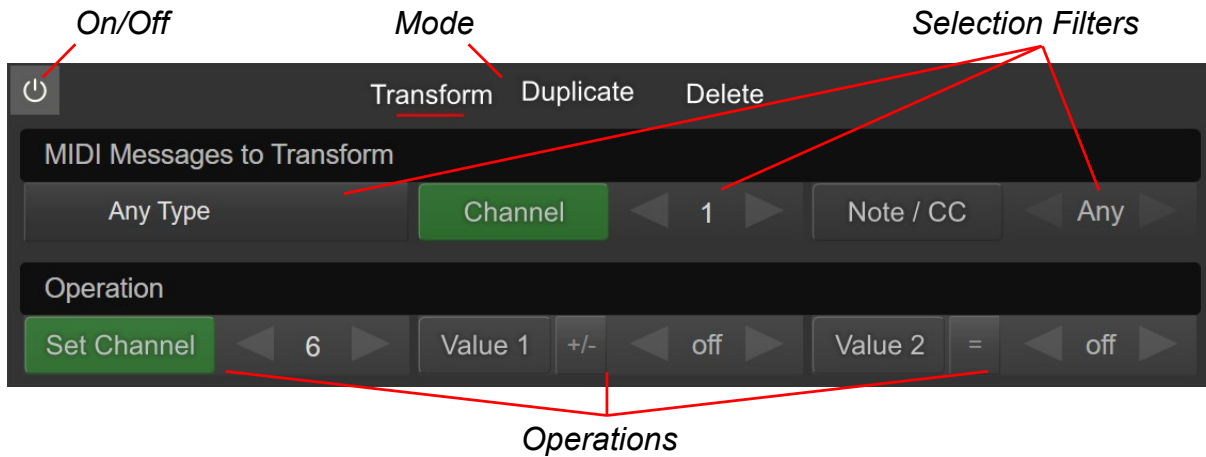 On/Off Mode Selection Filters
Transform Duplicate Delete
MIDI Messages to Transform
Any Type Channel 1 Note / CC Any
Operation
Set Channel 6 Value 1 +/- off Value 2 = off
Operations